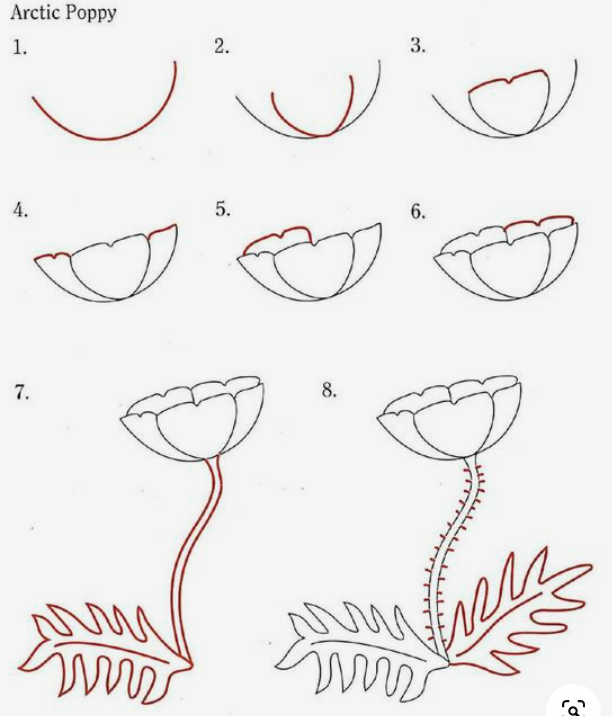 Arctic Poppy
1. 2. 3.
4. 5. 6.
7. 8.